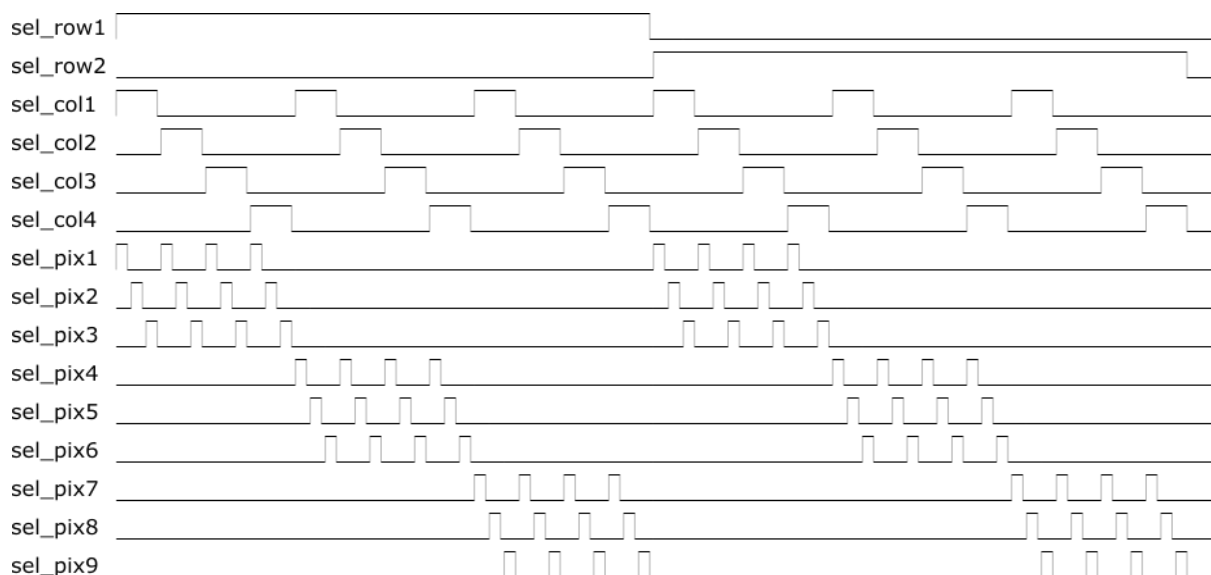 sel_row1
sel_row2
sel_col1
sel_col2
sel_col3
sel_col4
sel_pix1
sel_pix2
sel_pix3
sel_pix4
sel_pix5
sel_pix6
sel_pix7
sel_pix8
sel_pix9